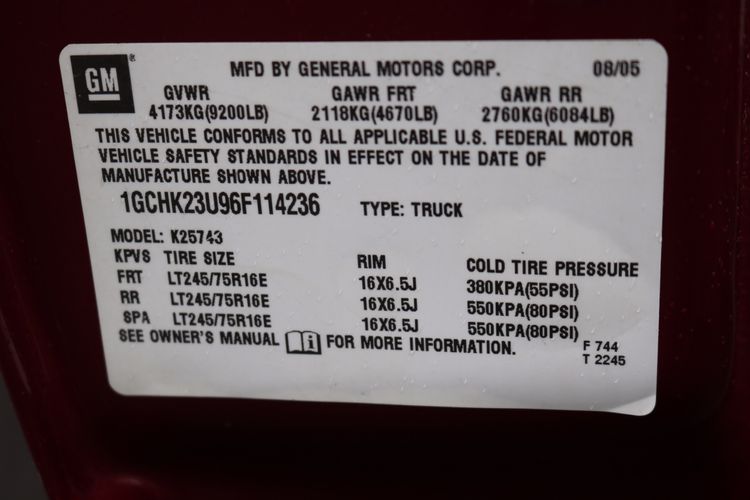 GM
MFD BY GENERAL MOTORS CORP. 08/05
GVWR GAWR FRT GAWR RR
4173KG(9200LB) 2118KG(4670LB) 2760KG(6084LB)
THIS VEHICLE CONFORMS TO ALL APPLICABLE U.S. FEDERAL MOTOR
VEHICLE SAFETY STANDARDS IN EFFECT ON THE DATE OF
MANUFACTURE SHOWN ABOVE.
1GCHK23U96F114236 TYPE: TRUCK
MODEL: K25743
KPVS TIRE SIZE RIM COLD TIRE PRESSURE
FRT LT245/75R16E 16X6.5J 380KPA(55PSI)
RR LT245/75R16E 16X6.5J 550KPA(80PSI)
SPA LT245/75R16E 16X6.5J 550KPA(80PSI)
SEE OWNER'S MANUAL i FOR MORE INFORMATION. F 744
T 2245